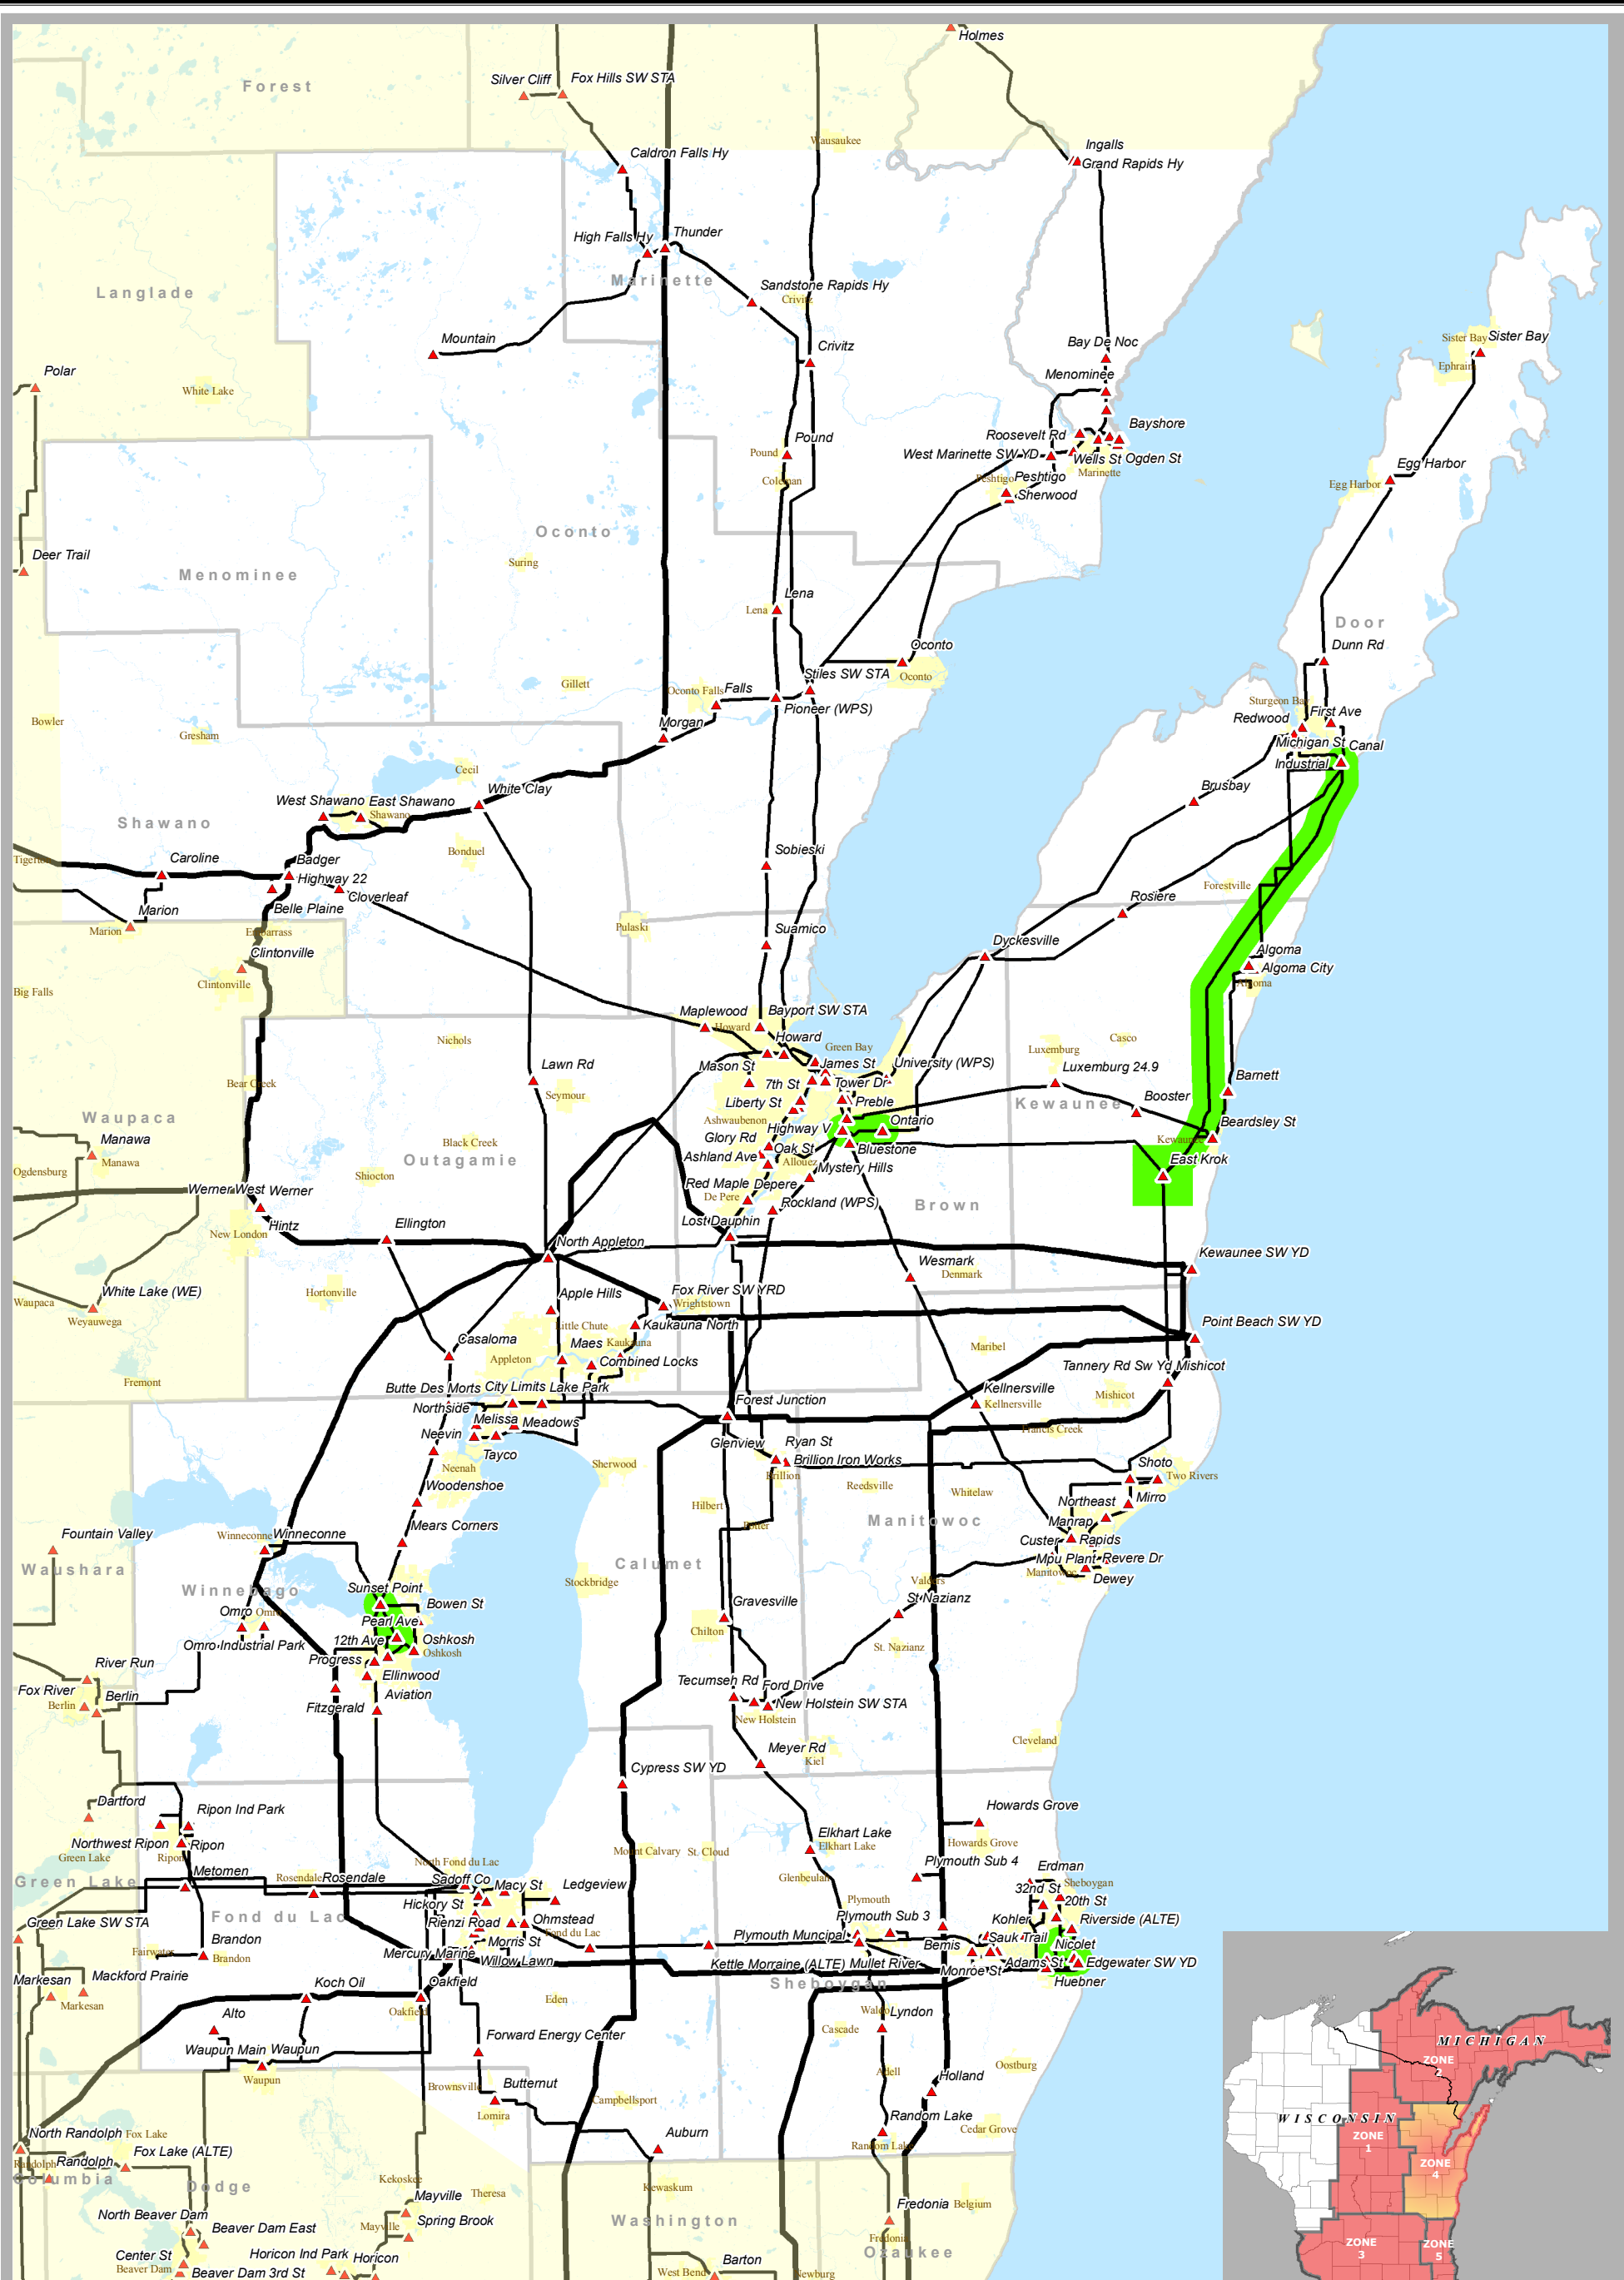 Holmes
Silver Cliff
Fox Hills SW STA
Forest
Wausaukee
Caldron Falls Hy
Ingalls
Grand Rapids Hy
High Falls Hy
Thunder
Marinette
Langlade
Sandstone Rapids Hy
Crivitz
Mountain
Crivitz
Bay De Noc
Sister Bay
Sister Bay
Ephraim
Polar
White Lake
Menominee
Bayshore
Roosevelt Rd
Pound
Pound
West Marinette SW YD
Wells St
Ogden St
Marinette
Coleman
Peshtigo
Peshtigo
Sherwood
Egg Harbor
Egg Harbor
Oconto
Deer Trail
Suring
Menominee
Lena
Lena
Door
Dunn Rd
Oconto
Oconto
Stiles SW STA
Gillett
Oconto Falls
Falls
Pioneer (WPS)
Sturgeon Bay
Bowler
Gresham
Morgan
Redwood
First Ave
Michigan St
Canal
Industrial
Cecil
White Clay
Brusbay
West Shawano
East Shawano
Shawano
Shawano
Bonduel
Sobieski
Tigerton
Caroline
Badger
Highway 22
Cloverleaf
Belle Plaine
Forestville
Rosiere
Marion
Marion
Embarrass
Pulaski
Suamico
Dyckesville
Clintonville
Clintonville
Algoma
Algoma City
Algoma
Big Falls
Maplewood
Howard
Bayport SW STA
Howard
Nichols
Green Bay
Casco
Luxemburg
Mason St
James St
University (WPS)
Lawn Rd
Luxemburg 24.9
Bear Creek
Seymour
7th St
Tower Dr
Barnett
Liberty St
Preble
Booster
Kewaunee
Waupaca
Ashwaubenon
Ontario
Beardsley St
Manawa
Manawa
Black Creek
Highway V
Glory Rd
Oak St
Bluestone
Kewaunee
Outagamie
Ashland Ave
Allouez
East Krok
Ogdensburg
Shiocton
Mystery Hills
Werner West
Werner
Red Maple
Depere
De Pere
Rockland (WPS)
Brown
Hintz
New London
Ellington
Lost Dauphin
North Appleton
Kewaunee SW YD
Wesmark
Denmark
White Lake (WE)
Hortonville
Apple Hills
Fox River SW YRD
Wrightstown
Waupaca
Weyauwega
Little Chute
Kaukauna North
Point Beach SW YD
Casaloma
Maes
Kaukauna
Maribel
Appleton
Combined Locks
Tannery Rd Sw Yd
Mishicot
Fremont
Butte Des Morts
City Limits
Lake Park
Kellnersville
Kellnersville
Mishicot
Northside
Forest Junction
Melissa
Meadows
Francis Creek
Neevin
Tayco
Glenview
Ryan St
Neenah
Sherwood
Brillion Iron Works
Brillion
Shoto
Two Rivers
Woodenshoe
Reedsville
Whitelaw
Hilbert
Northeast
Mirro
Mears Corners
Potter
Manitowoc
Manrap
Fountain Valley
Winneconne
Winneconne
Custer
Rapids
Calumet
Mpu Plant
Revere Dr
Waushara
Stockbridge
Valders
Manitowoc
Dewey
Winnebago
Sunset Point
Bowen St
Gravesville
St Nazianz
Omro
Omro
Pearl Ave
Chilton
12th Ave
Oshkosh
Oshkosh
Omro Industrial Park
Progress
St. Nazianz
River Run
Ellinwood
Fox River
Berlin
Berlin
Aviation
Tecumseh Rd
Ford Drive
New Holstein SW STA
Fitzgerald
New Holstein
Cleveland
Meyer Rd
Kiel
Cypress SW YD
Dartford
Ripon Ind Park
Howards Grove
Northwest Ripon
Ripon
Elkhart Lake
Elkhart Lake
Howards Grove
Green Lake
Ripon
Mount Calvary
St. Cloud
North Fond du Lac
Plymouth Sub 4
Metomen
Rosendale
Rosendale
Glenbeulah
Erdman
Green Lake
Sadoff Co
Macy St
Ledgeview
32nd St
Sheboygan
Hickory St
Plymouth
20th St
Fond du Lac
Green Lake SW STA
Rienzi Road
Ohmstead
Fond du Lac
Plymouth Sub 3
Kohler
Riverside (ALTE)
Brandon
Fairwater
Brandon
Morris St
Plymouth Muncipal
Bemis
Sauk Trail
Nicolet
Mercury Marine
Willow Lawn
Kettle Morraine (ALTE)
Mullet River
Monroe St
Adams St
Edgewater SW YD
Markesan
Mackford Prairie
Koch Oil
Oakfield
Sheboygan
Huebner
Markesan
Oakfield
Eden
Waldo
Lyndon
Alto
Cascade
Waupun Main
Waupun
Forward Energy Center
Oostburg
Waupun
Brownsville
Butternut
Adell
Holland
Lomira
Campbellsport
Random Lake
Cedar Grove
North Randolph
Fox Lake
Auburn
Random Lake
Randolph
Randolph
Fox Lake (ALTE)
Columbia
Dodge
Kekoskee
Theresa
Kewaskum
Mayville
Fredonia
Belgium
North Beaver Dam
Beaver Dam East
Mayville
Spring Brook
Washington
Fredonia
Ozaukee
Center St
Beaver Dam
Horicon Ind Park
Horicon
Barton
Beaver Dam 3rd St
West Bend
Newburg
MICHIGAN
ZONE
2
WISCONSIN
ZONE
1
ZONE
4
ZONE
3
ZONE
5